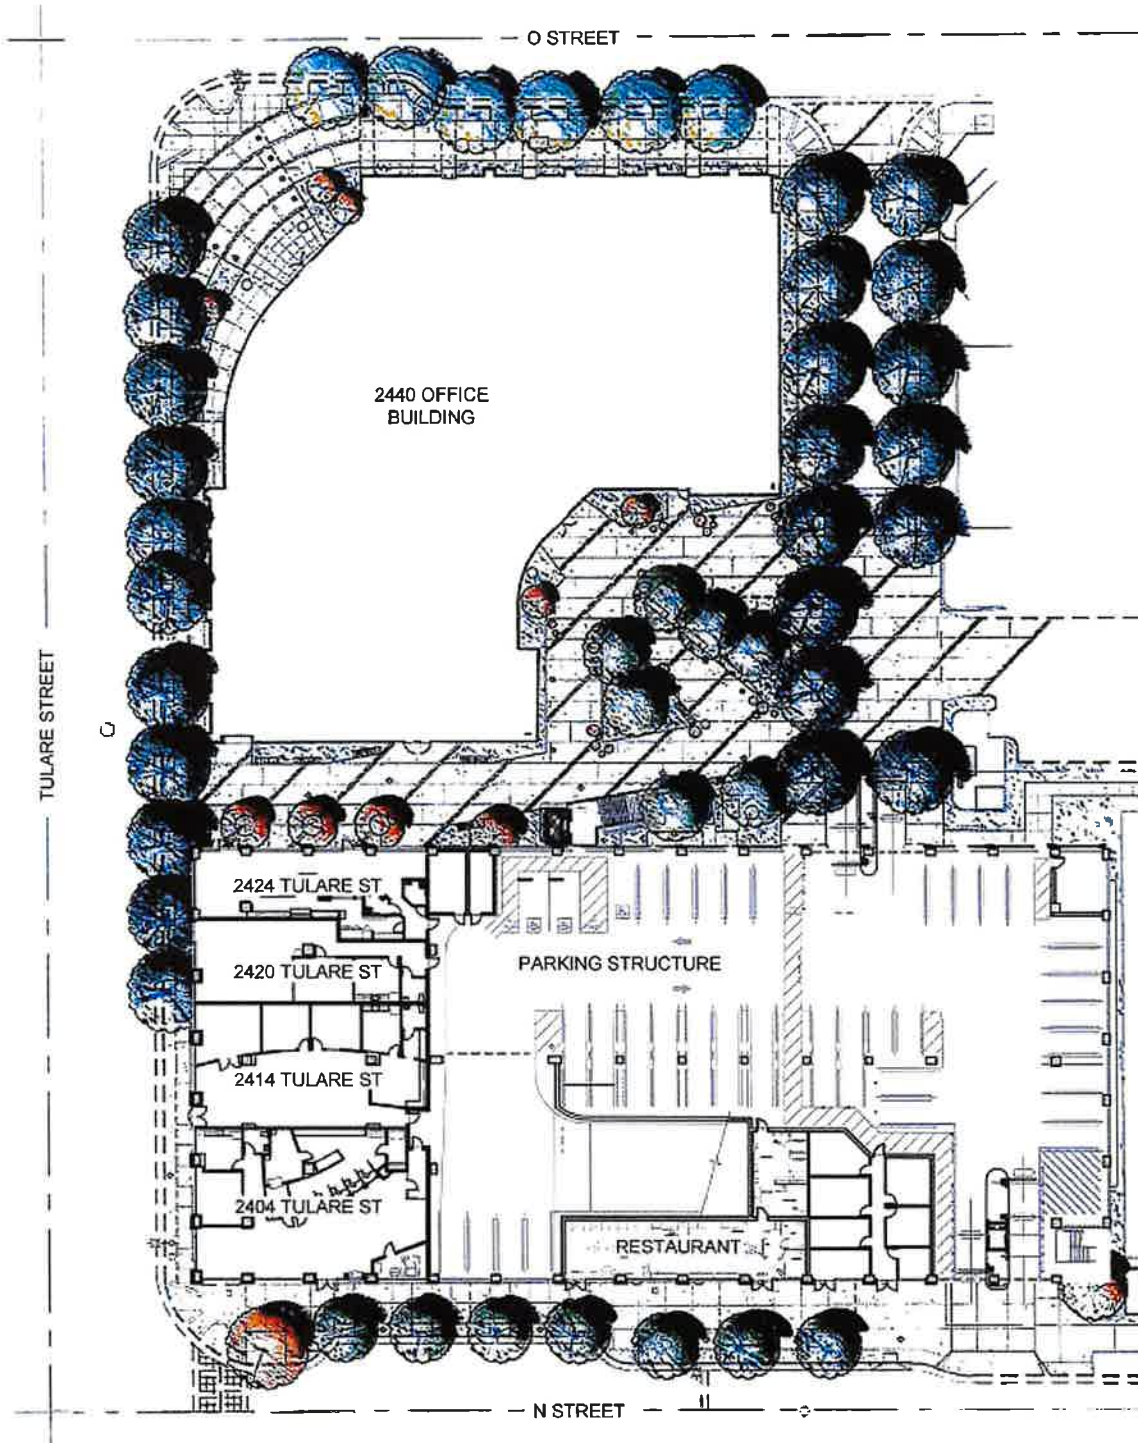 O STREET
2440 OFFICE
BUILDING
TULARE STREET
2424 TULARE ST
2420 TULARE ST
PARKING STRUCTURE
2414 TULARE ST
2404 TULARE ST
RESTAURANT
N STREET